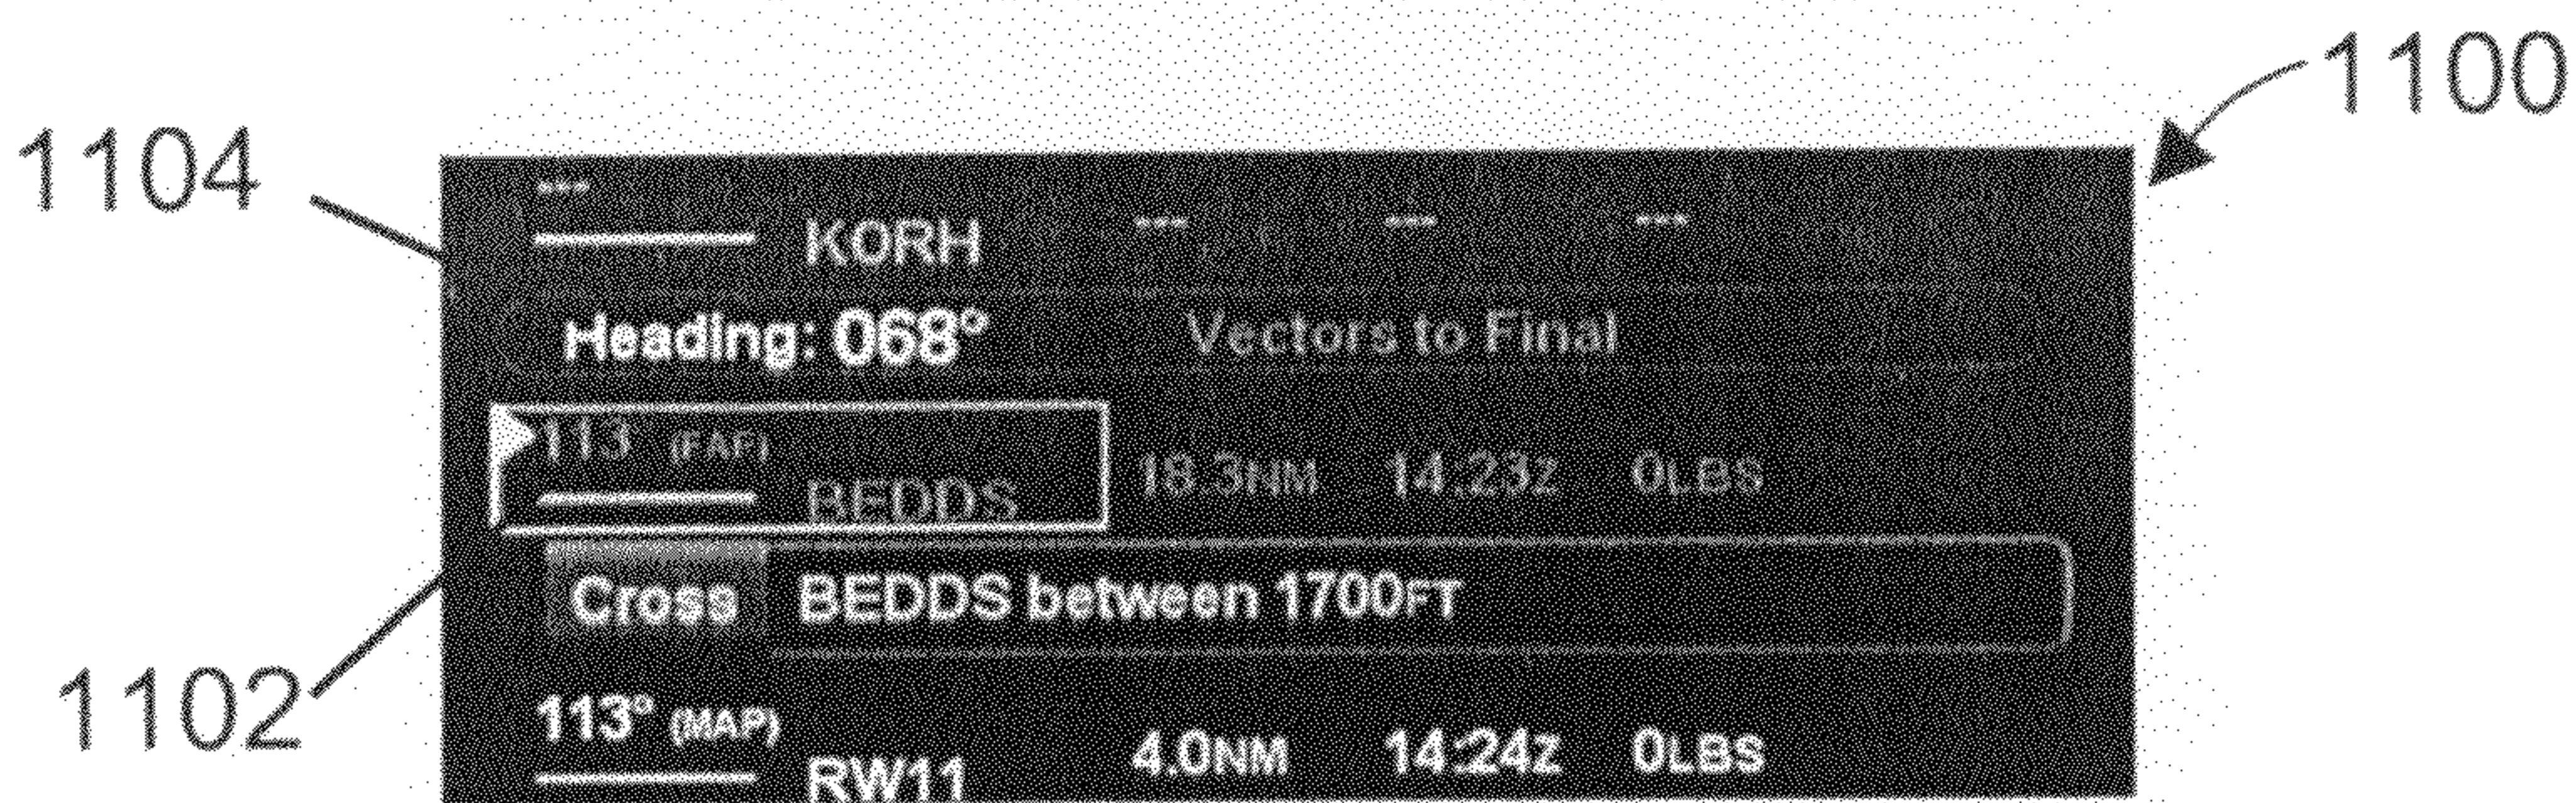 1100
1104
---
KORH --- --- ---
Heading: 068° Vectors to Final
113° (FAF)
BEDDS 18.3NM 14:23Z 0LBS
Cross BEDDS between 1700FT
1102
113° (MAP)
RW11 4.0NM 14:24Z 0LBS